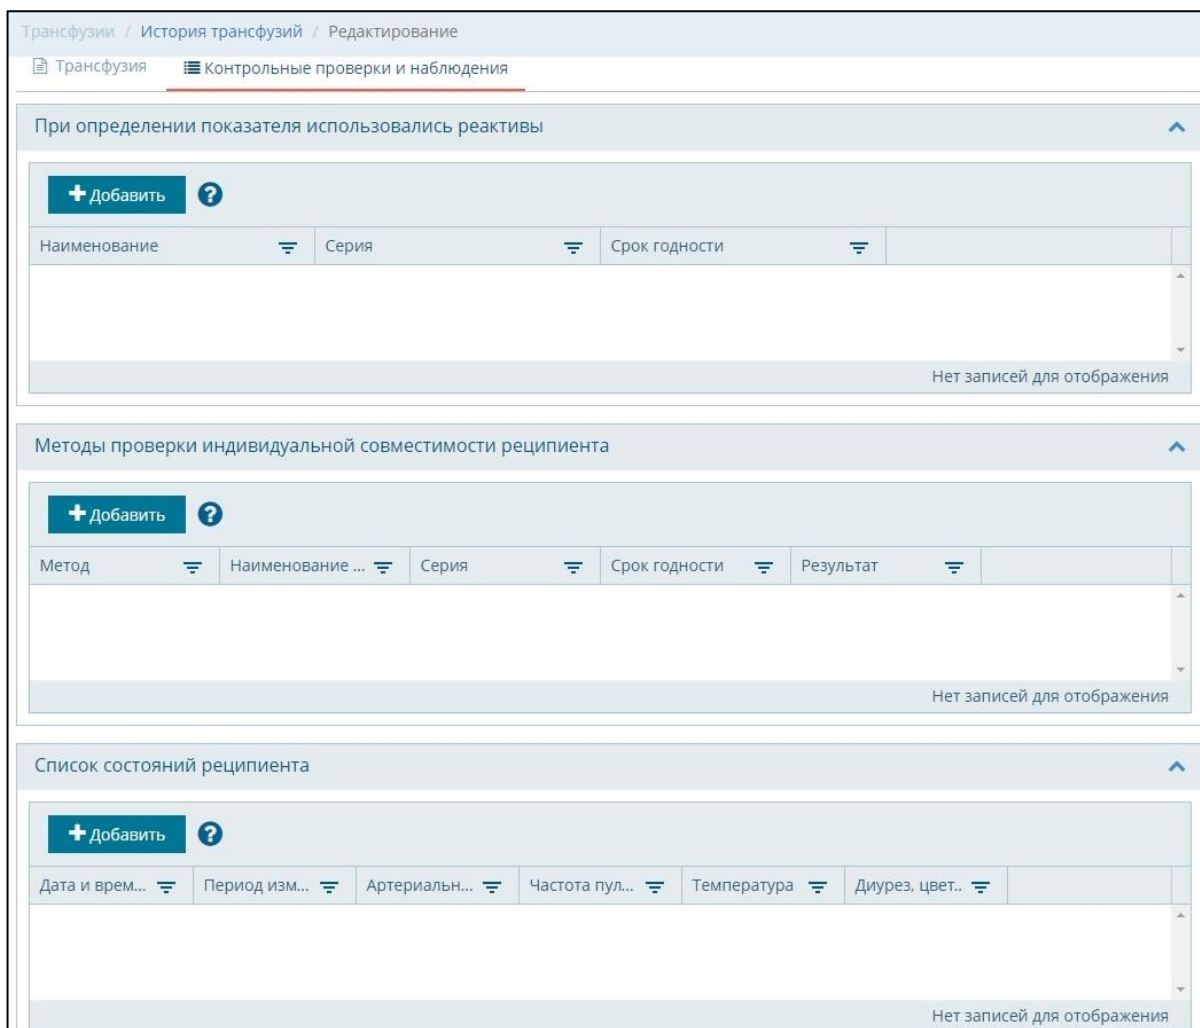 Трансфузии / История трансфузий / Редактирование
Трансфузия Контрольные проверки и наблюдения
При определении показателя использовались реактивы
+ Добавить ?
Наименование Серия Срок годности
Нет записей для отображения
Методы проверки индивидуальной совместимости реципиента
+ Добавить ?
Метод Наименование ... Серия Срок годности Результат
Нет записей для отображения
Список состояний реципиента
+ Добавить ?
Дата и врем... Период изм... Артериальн... Частота пул... Температура Диурез, цвет..
Нет записей для отображения